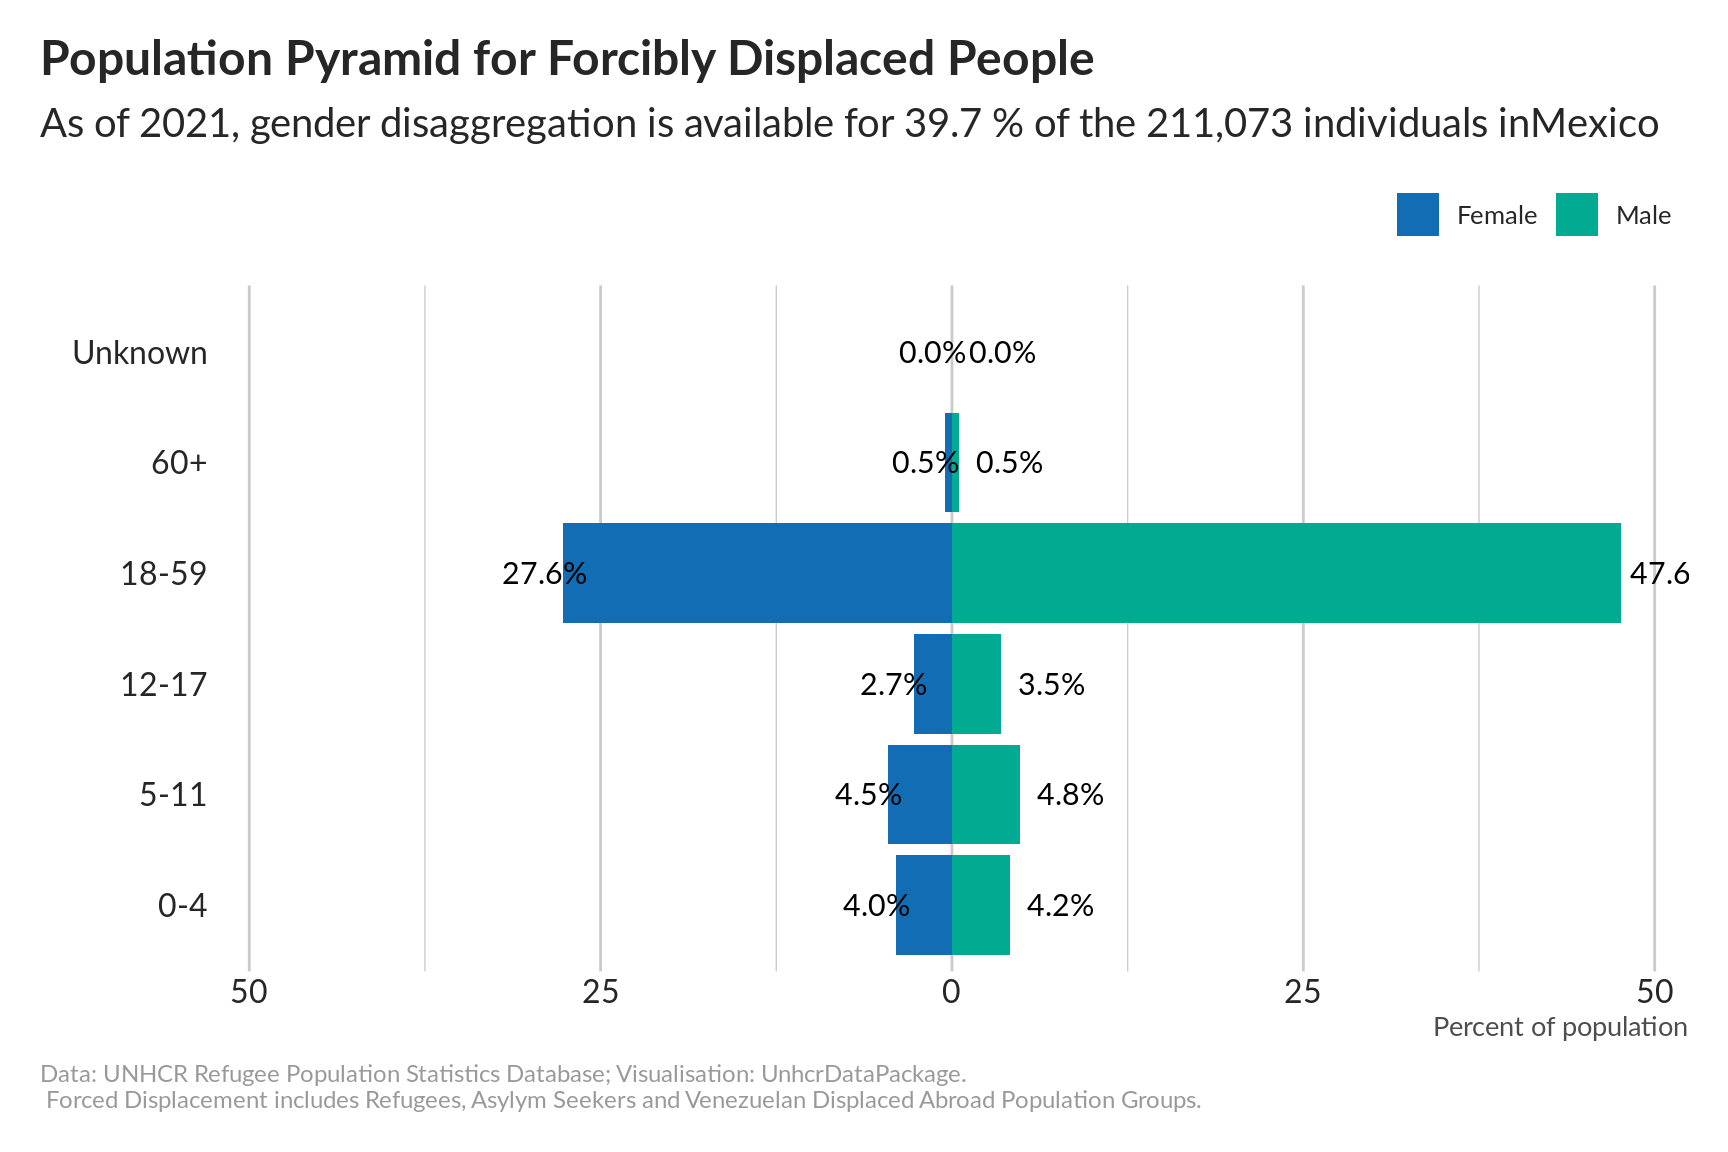 Population Pyramid for Forcibly Displaced People
As of 2021, gender disaggregation is available for 39.7 % of the 211,073 individuals inMexico
Female Male
Unknown 0.0% 0.0%
60+ 0.5% 0.5%
18-59 27.6% 47.6
12-17 2.7% 3.5%
5-11 4.5% 4.8%
0-4 4.0% 4.2%
50 25 0 25 50
Percent of population
Data: UNHCR Refugee Population Statistics Database; Visualisation: UnhcrDataPackage.
Forced Displacement includes Refugees, Asylym Seekers and Venezuelan Displaced Abroad Population Groups.